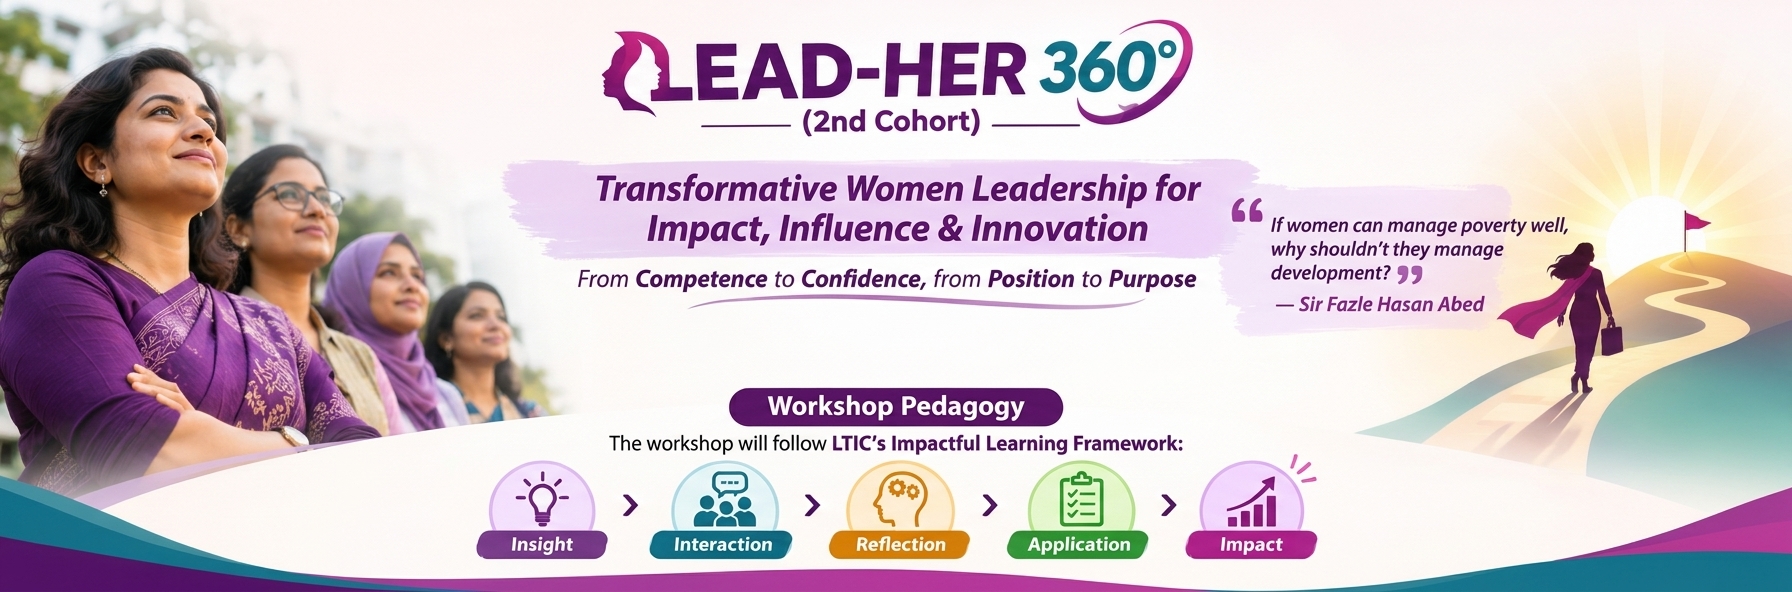 LEAD-HER 360°
(2nd Cohort)
Transformative Women Leadership for
Impact, Influence & Innovation
From Competence to Confidence, from Position to Purpose
“ If women can manage poverty well,
why shouldn't they manage
development? ”
— Sir Fazle Hasan Abed
Workshop Pedagogy
The workshop will follow LTIC's Impactful Learning Framework:
Insight
Interaction
Reflection
Application
Impact